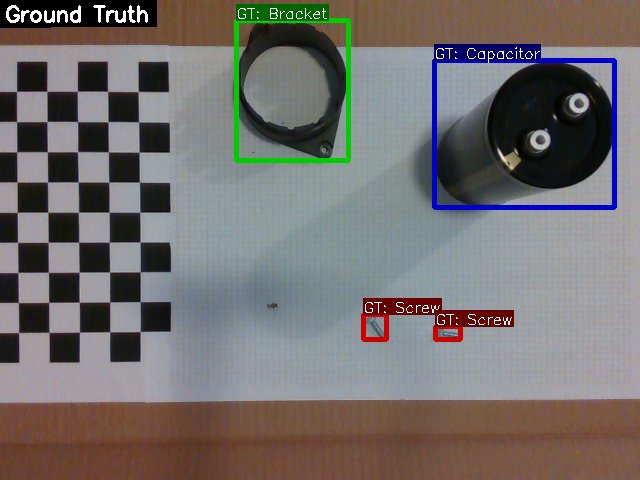 Ground Truth
GT: Bracket
GT: Capacitor
GT: Screw
GT: Screw